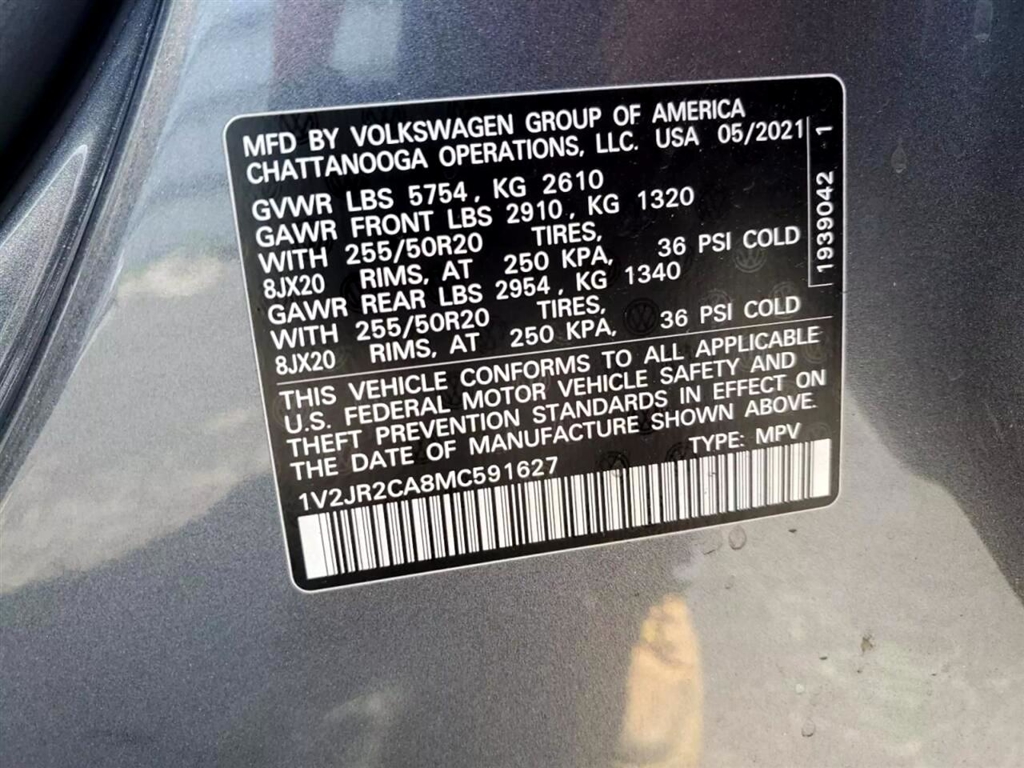 MFD BY VOLKSWAGEN GROUP OF AMERICA
CHATTANOOGA OPERATIONS, LLC. USA 05/2021
GVWR LBS 5754, KG 2610
GAWR FRONT LBS 2910, KG 1320
WITH 255/50R20 TIRES,
8JX20 RIMS, AT 250 KPA, 36 PSI COLD
GAWR REAR LBS 2954, KG 1340
WITH 255/50R20 TIRES,
8JX20 RIMS, AT 250 KPA, 36 PSI COLD
THIS VEHICLE CONFORMS TO ALL APPLICABLE
U.S. FEDERAL MOTOR VEHICLE SAFETY AND
THEFT PREVENTION STANDARDS IN EFFECT ON
THE DATE OF MANUFACTURE SHOWN ABOVE.
1V2JR2CA8MC591627 TYPE: MPV
1939042 1